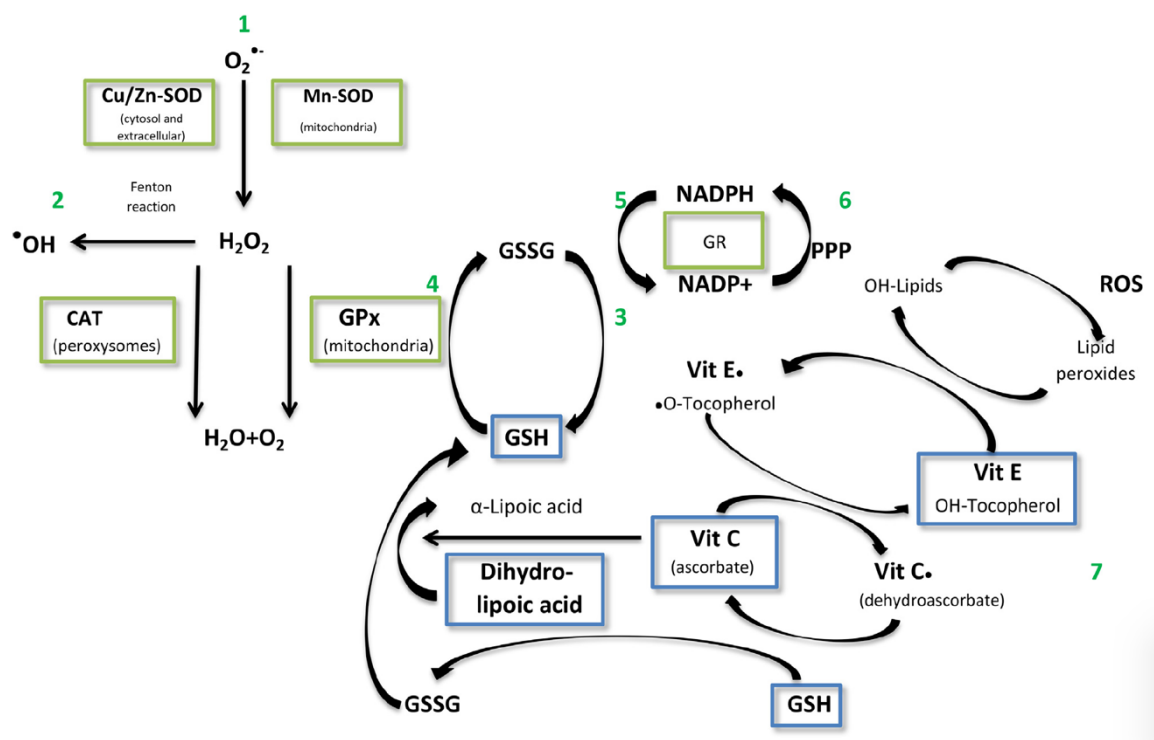 1
O₂•-
Cu/Zn-SOD
(cytosol and
extracellular)
Mn-SOD
(mitochondria)
2
Fenton
reaction
•OH
H₂O₂
CAT
(peroxysomes)
GPx
(mitochondria)
H₂O+O₂
4
GSSG
3
GSH
5
NADPH
6
GR
PPP
NADP+
OH-Lipids
ROS
Lipid
peroxides
Vit E•
•O-Tocopherol
Vit E
OH-Tocopherol
α-Lipoic acid
Vit C
(ascorbate)
Dihydro-
lipoic acid
Vit C•
(dehydroascorbate)
7
GSSG
GSH